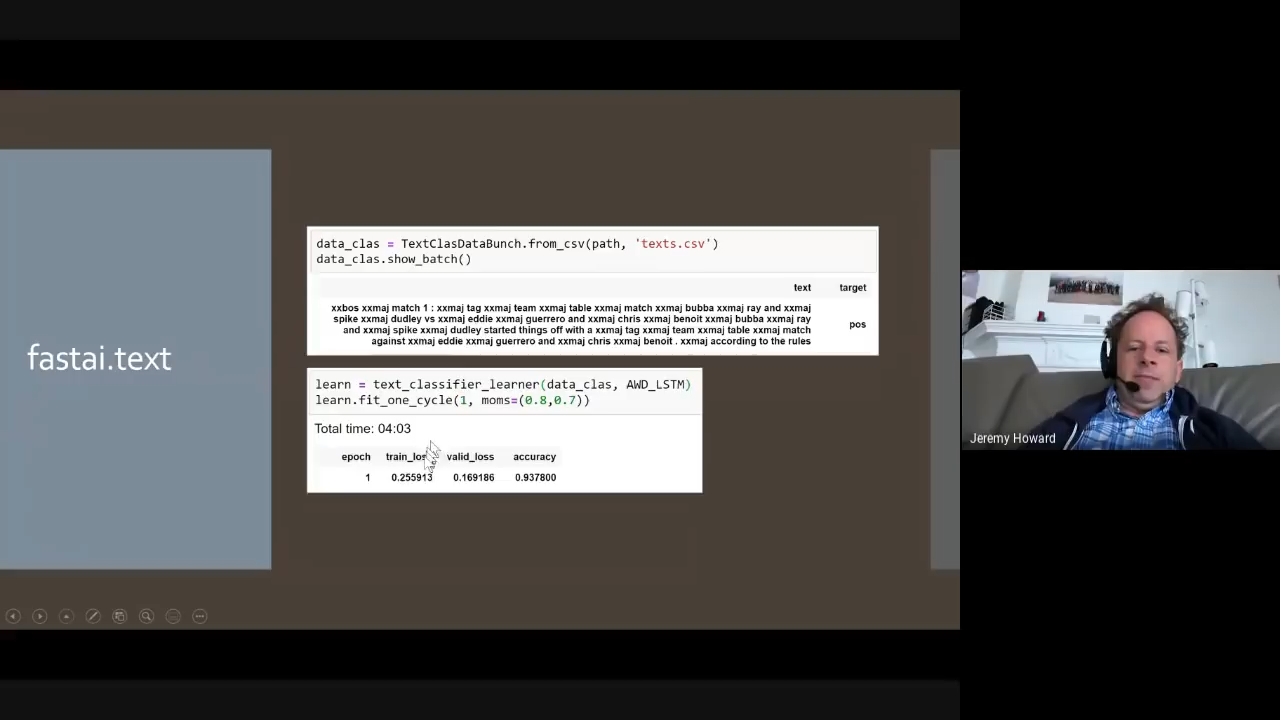 fastai.text
data_clas = TextClasDataBunch.from_csv(path, 'texts.csv')
data_clas.show_batch()
text target
xxbos xxmaj match 1 : xxmaj tag xxmaj team xxmaj table xxmaj match xxmaj bubba xxmaj ray and xxmaj
spike xxmaj dudley vs xxmaj eddie xxmaj guerrero and xxmaj chris xxmaj benoit xxmaj bubba xxmaj ray
and xxmaj spike xxmaj dudley started things off with a xxmaj tag xxmaj team xxmaj table xxmaj match
against xxmaj eddie xxmaj guerrero and xxmaj chris xxmaj benoit . xxmaj according to the rules
pos
learn = text_classifier_learner(data_clas, AWD_LSTM)
learn.fit_one_cycle(1, moms=(0.8,0.7))
Total time: 04:03
epoch train_loss valid_loss accuracy
1 0.255913 0.169186 0.937800
Jeremy Howard